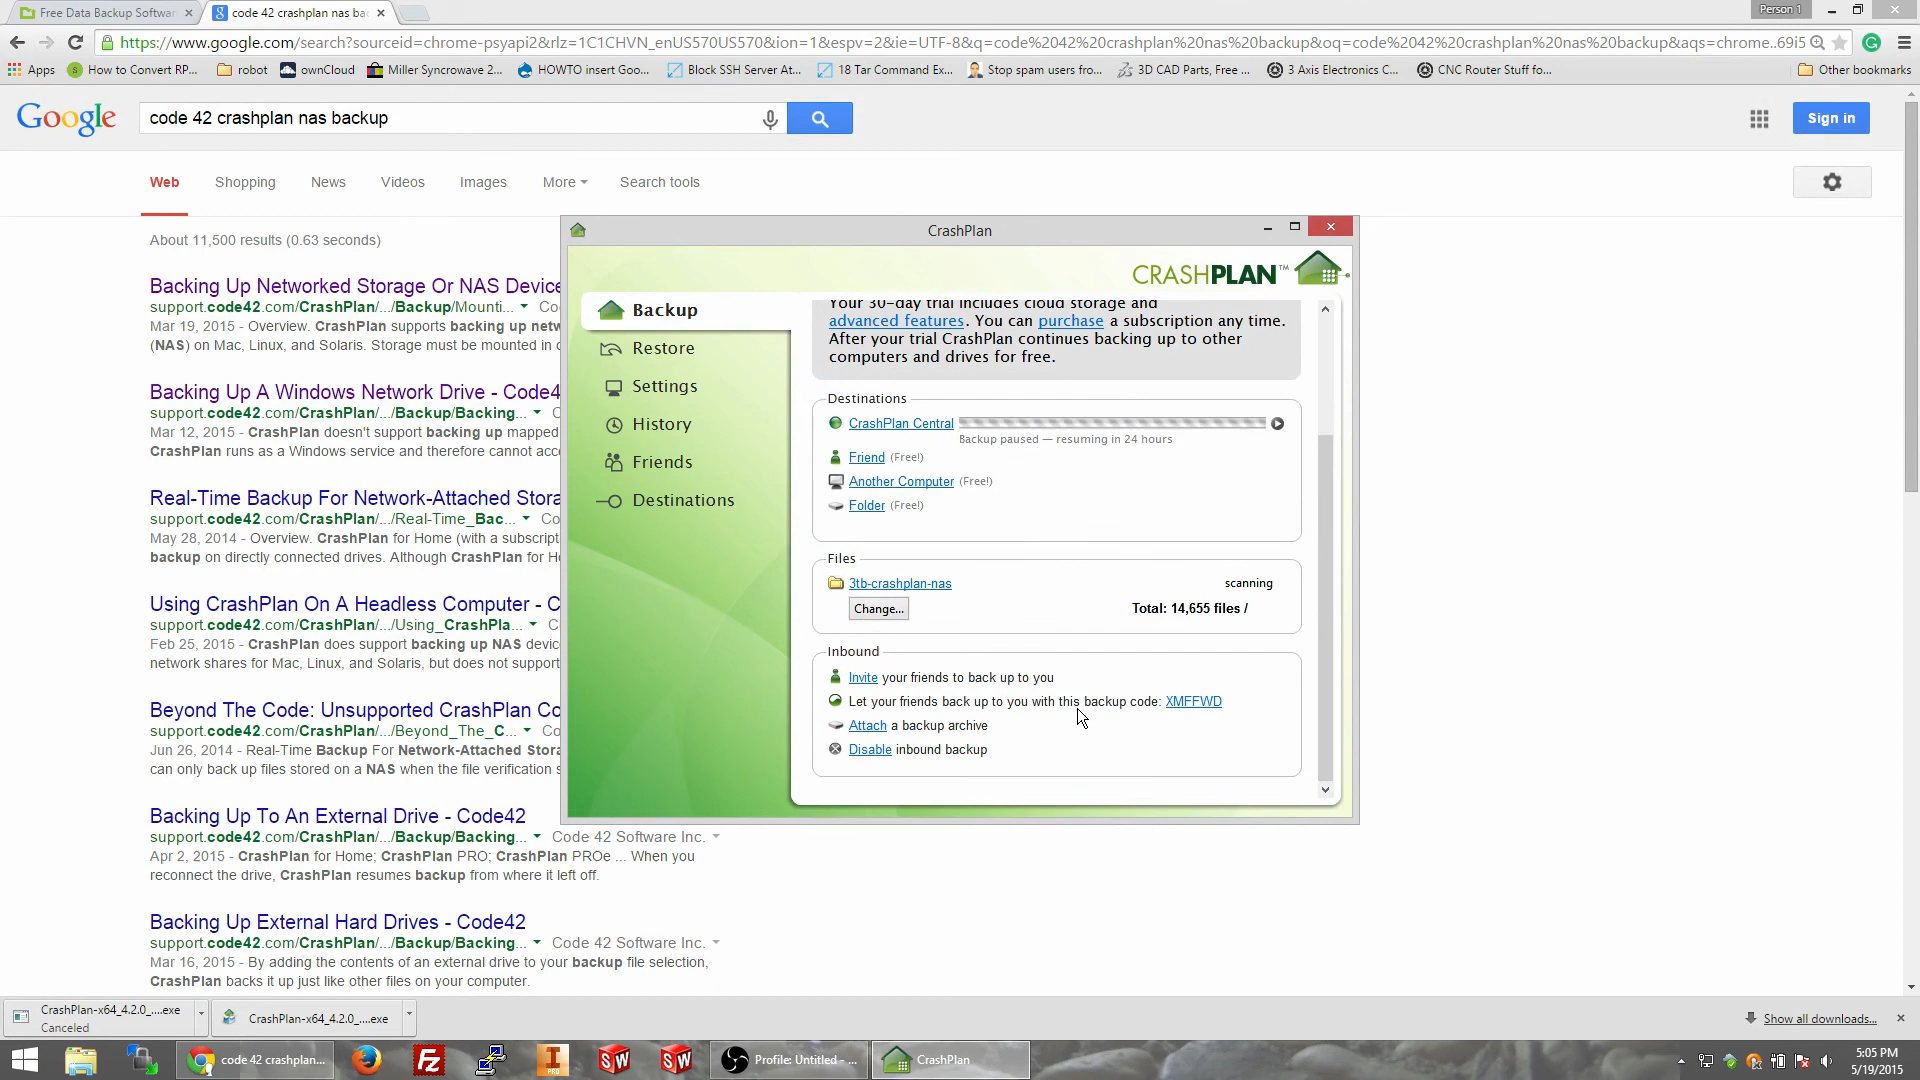 Free Data Backup Softwar
code 42 crashplan nas ba
Person 1
https://www.google.com/search?sourceid=chrome-psyapi2&rlz=1C1CHVN_enUS570US570&ion=1&espv=2&ie=UTF-8&q=code%2042%20crashplan%20nas%20backup&oq=code%2042%20crashplan%20nas%20backup&aqs=chrome..69i5
Apps
How to Convert RP...
robot
ownCloud
Miller Syncrowave 2...
HOWTO insert Goo...
Block SSH Server At...
18 Tar Command Ex...
Stop spam users fro...
3D CAD Parts, Free ...
3 Axis Electronics C...
CNC Router Stuff fo...
Other bookmarks
Google
code 42 crashplan nas backup
Sign in
Web
Shopping
News
Videos
Images
More
Search tools
About 11,500 results (0.63 seconds)
Backing Up Networked Storage Or NAS Device
support.code42.com/CrashPlan/.../Backup/Mounti... Co
Mar 19, 2015 - Overview. CrashPlan supports backing up netw
(NAS) on Mac, Linux, and Solaris. Storage must be mounted in c
Backing Up A Windows Network Drive - Code4
support.code42.com/CrashPlan/.../Backup/Backing...
Mar 12, 2015 - CrashPlan doesn't support backing up mapped
CrashPlan runs as a Windows service and therefore cannot acce
Real-Time Backup For Network-Attached Stora
support.code42.com/CrashPlan/.../Real-Time_Bac... Co
May 28, 2014 - Overview. CrashPlan for Home (with a subscript
backup on directly connected drives. Although CrashPlan for H
Using CrashPlan On A Headless Computer - C
support.code42.com/CrashPlan/.../Using_CrashPla...
Feb 25, 2015 - CrashPlan does support backing up NAS devic
network shares for Mac, Linux, and Solaris, but does not support
Beyond The Code: Unsupported CrashPlan Co
support.code42.com/CrashPlan/.../Beyond_The_C... Co
Jun 26, 2014 - Real-Time Backup For Network-Attached Stora
can only back up files stored on a NAS when the file verification s
Backing Up To An External Drive - Code42
support.code42.com/CrashPlan/.../Backup/Backing... Code 42 Software Inc.
Apr 2, 2015 - CrashPlan for Home; CrashPlan PRO; CrashPlan PROe ... When you
reconnect the drive, CrashPlan resumes backup from where it left off.
Backing Up External Hard Drives - Code42
support.code42.com/CrashPlan/.../Backup/Backing... Code 42 Software Inc.
Mar 16, 2015 - By adding the contents of an external drive to your backup file selection,
CrashPlan backs it up just like other files on your computer.
CrashPlan
CRASHPLAN™
Backup
Restore
Settings
History
Friends
Destinations
Your 30-day trial includes cloud storage and
advanced features. You can purchase a subscription any time.
After your trial CrashPlan continues backing up to other
computers and drives for free.
Destinations
CrashPlan Central
Backup paused — resuming in 24 hours
Friend (Free!)
Another Computer (Free!)
Folder (Free!)
Files
3tb-crashplan-nas
scanning
Change...
Total: 14,655 files /
Inbound
Invite your friends to back up to you
Let your friends back up to you with this backup code: XMFFWD
Attach a backup archive
Disable inbound backup
CrashPlan-x64_4.2.0_....exe
Canceled
CrashPlan-x64_4.2.0_....exe
Show all downloads...
code 42 crashplan...
Profile: Untitled - ...
CrashPlan
5:05 PM
5/19/2015